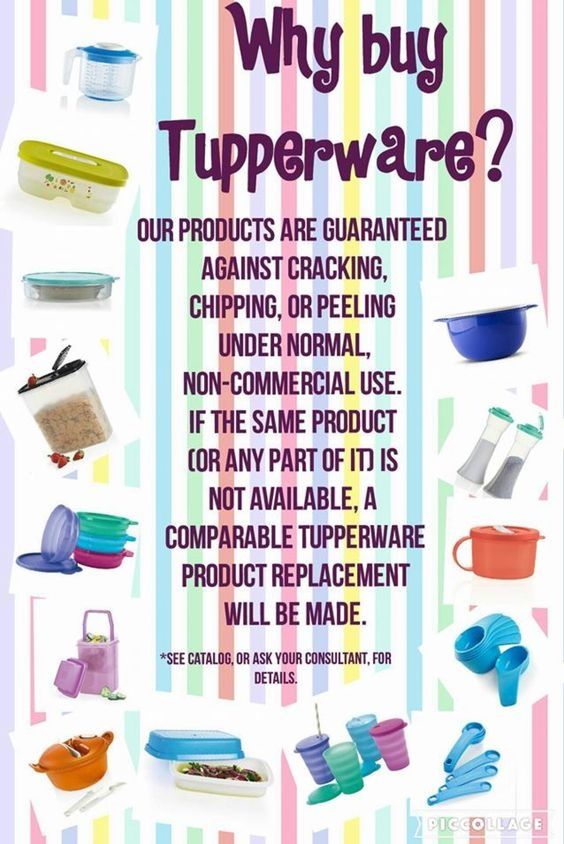 Why buy
Tupperware?
OUR PRODUCTS ARE GUARANTEED
AGAINST CRACKING,
CHIPPING, OR PEELING
UNDER NORMAL,
NON-COMMERCIAL USE.
IF THE SAME PRODUCT
(OR ANY PART OF IT) IS
NOT AVAILABLE, A
COMPARABLE TUPPERWARE
PRODUCT REPLACEMENT
WILL BE MADE.
*SEE CATALOG, OR ASK YOUR CONSULTANT, FOR
DETAILS.
PICCOLLAGE